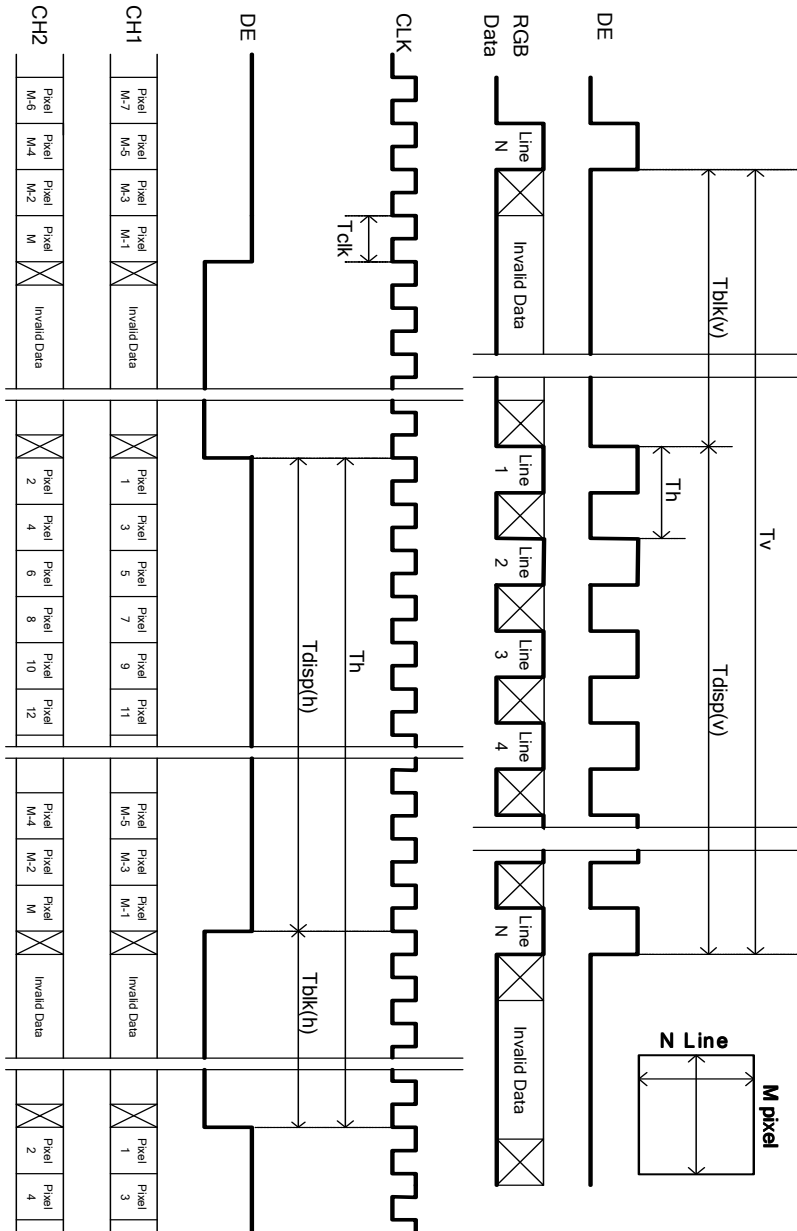 Tv
Tblk(v)
Tdisp(v)
Th
DE
RGB
Data
Line
N
Invalid Data
Line
1
Line
2
Line
3
Line
4
Line
N
Invalid Data
N Line
M pixel
CLK
Tclk
Th
Tdisp(h)
Tblk(h)
DE
CH1
Pixel
M-7
Pixel
M-5
Pixel
M-3
Pixel
M-1
Invalid Data
Pixel
1
Pixel
3
Pixel
5
Pixel
7
Pixel
9
Pixel
11
Pixel
M-5
Pixel
M-3
Pixel
M-1
Invalid Data
Pixel
1
Pixel
3
CH2
Pixel
M-6
Pixel
M-4
Pixel
M-2
Pixel
M
Invalid Data
Pixel
2
Pixel
4
Pixel
6
Pixel
8
Pixel
10
Pixel
12
Pixel
M-4
Pixel
M-2
Pixel
M
Invalid Data
Pixel
2
Pixel
4